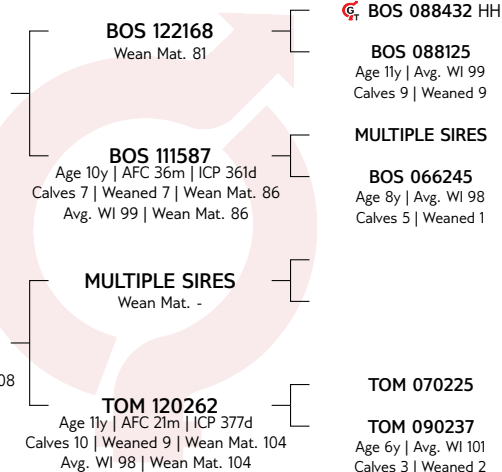 BOS 122168
Wean Mat. 81
BOS 111587
Age 10y | AFC 36m | ICP 361d
Calves 7 | Weaned 7 | Wean Mat. 86
Avg. WI 99 | Wean Mat. 86
MULTIPLE SIRES
Wean Mat. -
08
TOM 120262
Age 11y | AFC 21m | ICP 377d
Calves 10 | Weaned 9 | Wean Mat. 104
Avg. WI 98 | Wean Mat. 104
GT BOS 088432 HH
BOS 088125
Age 11y | Avg. WI 99
Calves 9 | Weaned 9
MULTIPLE SIRES
BOS 066245
Age 8y | Avg. WI 98
Calves 5 | Weaned 1
TOM 070225
TOM 090237
Age 6y | Avg. WI 101
Calves 3 | Weaned 2